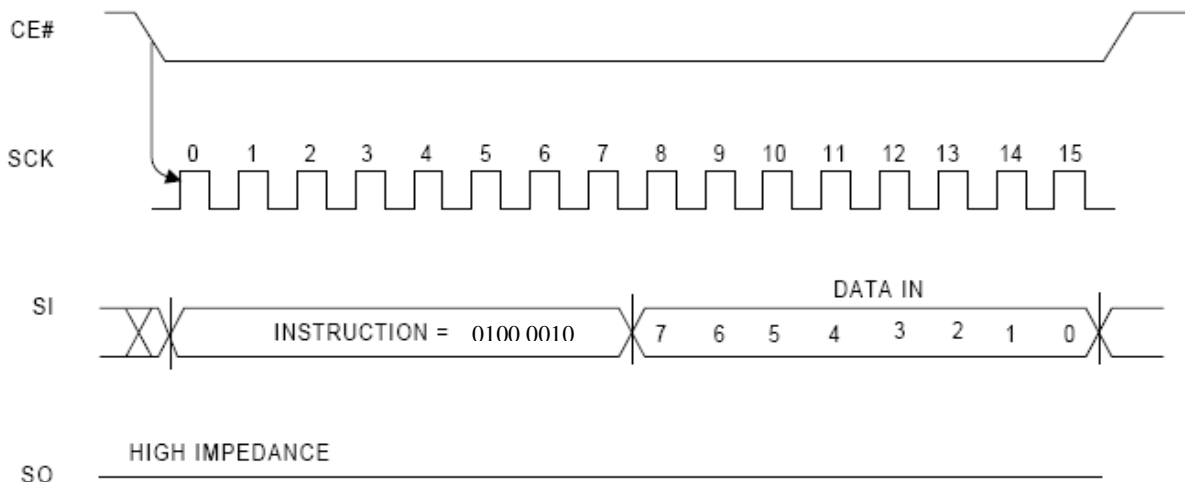 CE#
SCK
0 1 2 3 4 5 6 7 8 9 10 11 12 13 14 15
SI
DATA IN
INSTRUCTION = 0100 0010 7 6 5 4 3 2 1 0
HIGH IMPEDANCE
SO